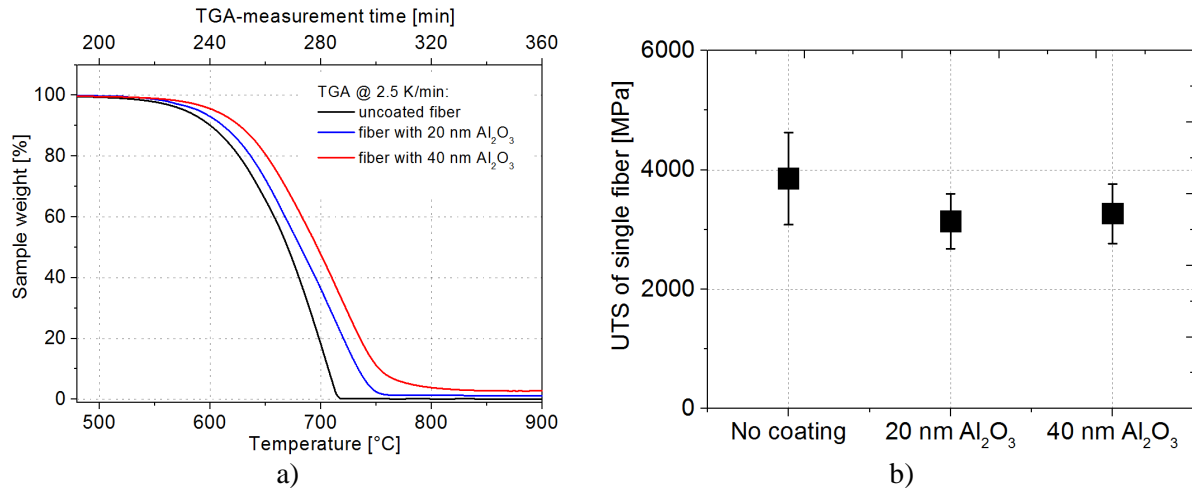 TGA-measurement time [min]
200 240 280 320 360
100
80
60
40
20
0
Sample weight [%]
TGA @ 2.5 K/min:
uncoated fiber
fiber with 20 nm Al₂O₃
fiber with 40 nm Al₂O₃
500 600 700 800 900
Temperature [°C]
a)
6000
4000
2000
0
UTS of single fiber [MPa]
No coating 20 nm Al₂O₃ 40 nm Al₂O₃
b)